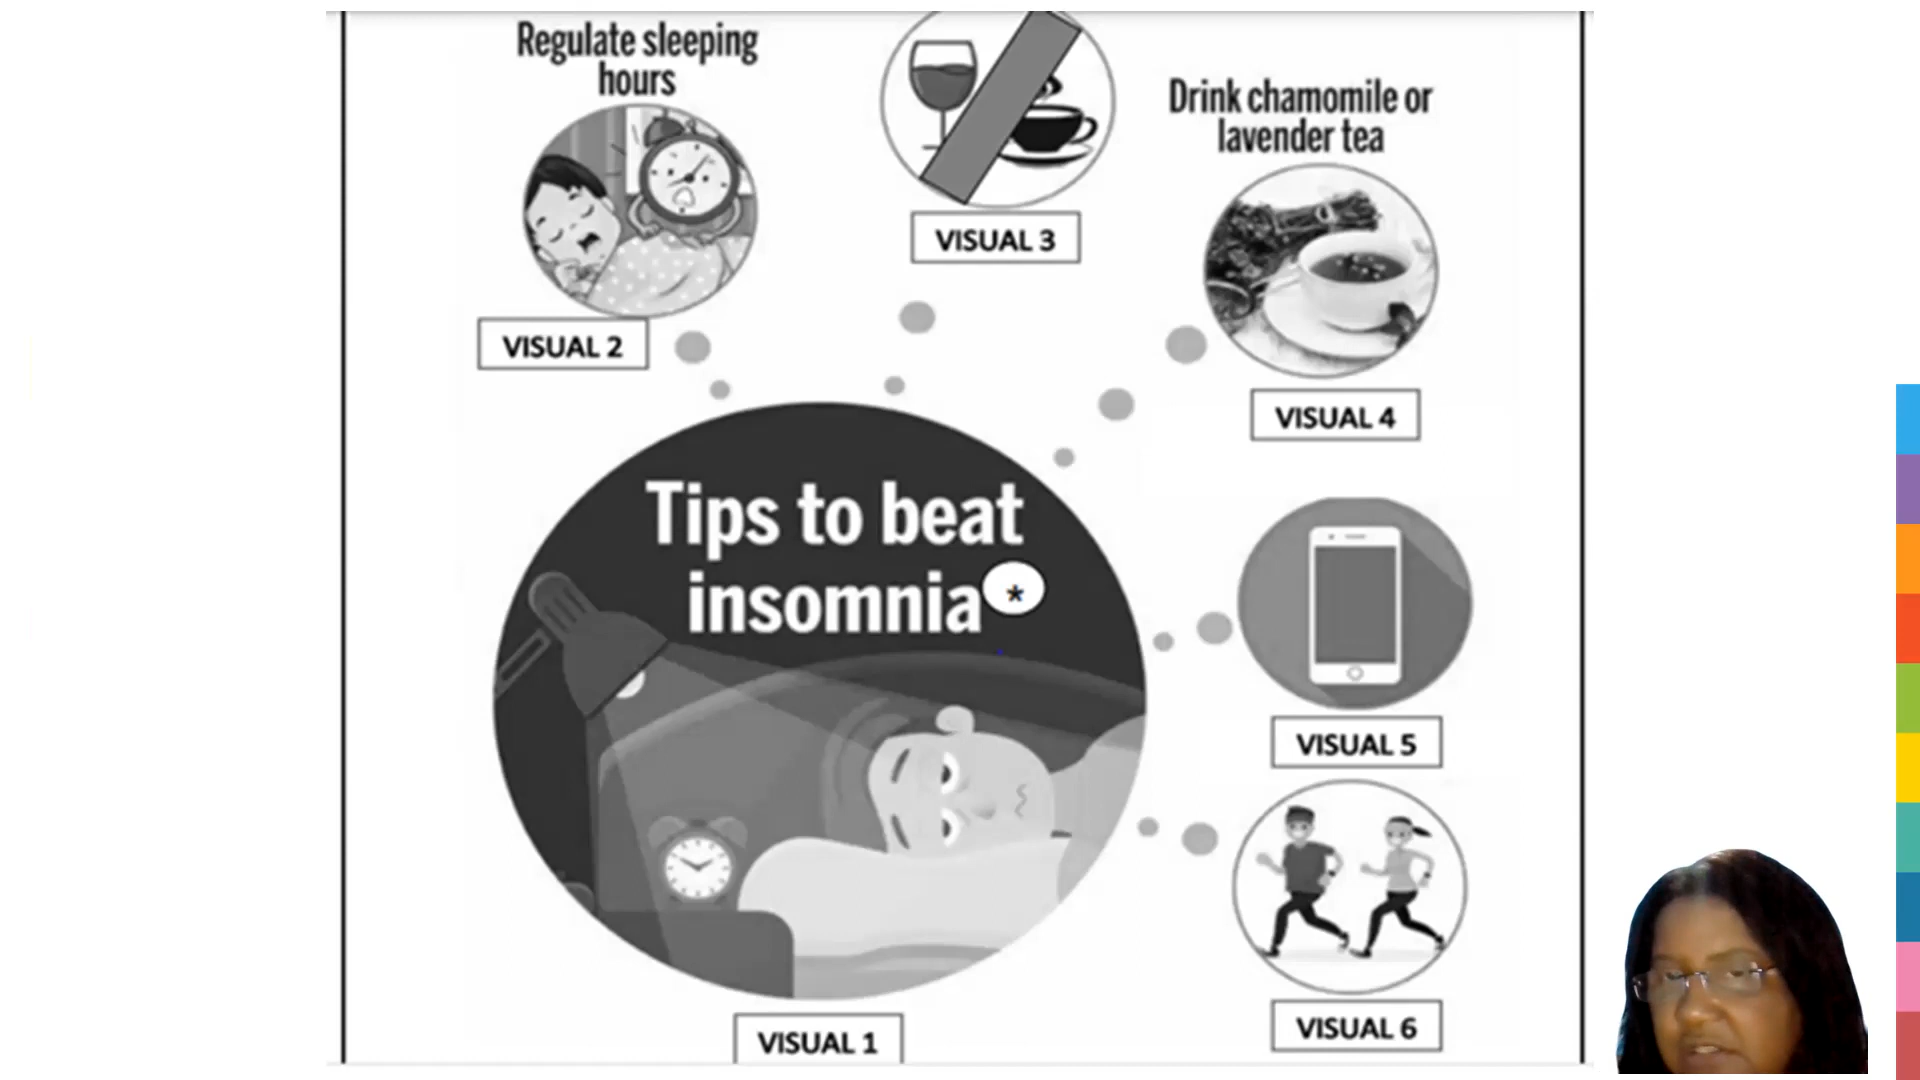 Regulate sleeping
hours
VISUAL 2
VISUAL 3
Drink chamomile or
lavender tea
VISUAL 4
Tips to beat
insomnia*
VISUAL 5
VISUAL 6
VISUAL 1